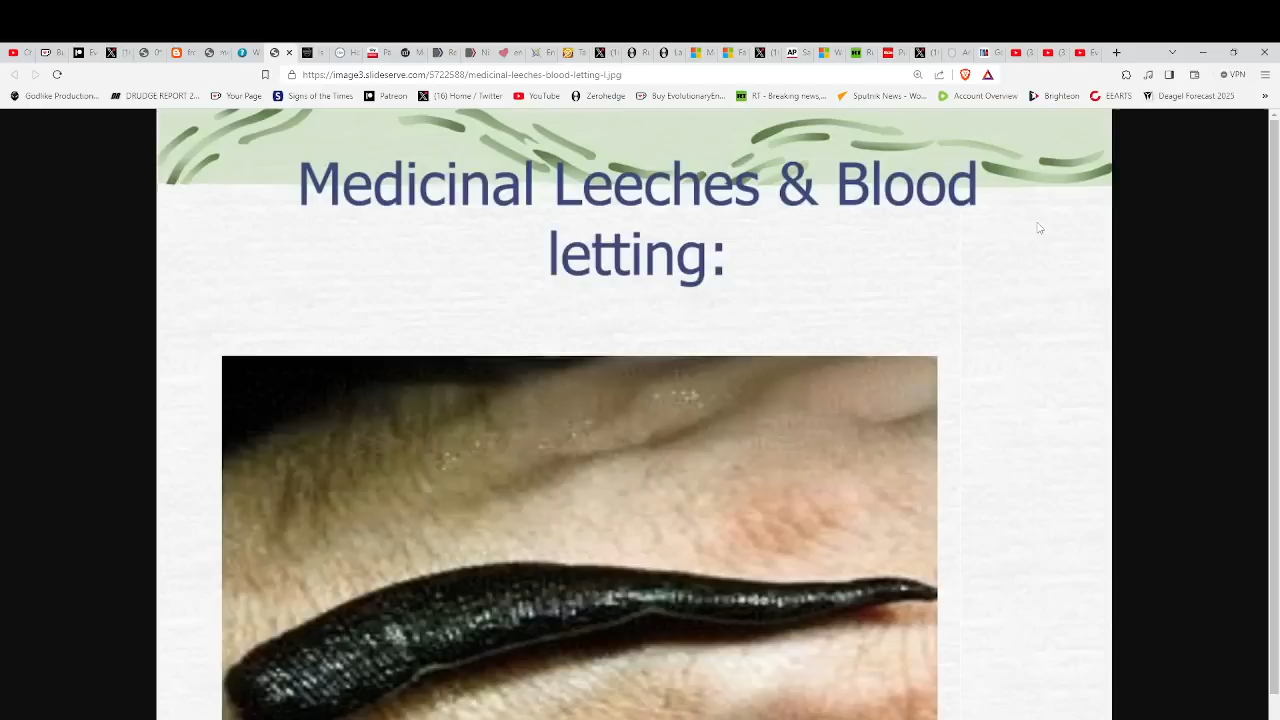 https://image3.slideserve.com/5722588/medicinal-leeches-blood-letting-l.jpg
VPN
Godlike Production...
DRUDGE REPORT 2...
Your Page
Signs of the Times
Patreon
(16) Home / Twitter
YouTube
Zerohedge
Buy EvolutionaryEn...
RT - Breaking news,...
Sputnik News - Wo...
Account Overview
Brighteon
EEARTS
Deagel Forecast 2025
Medicinal Leeches & Blood
letting: